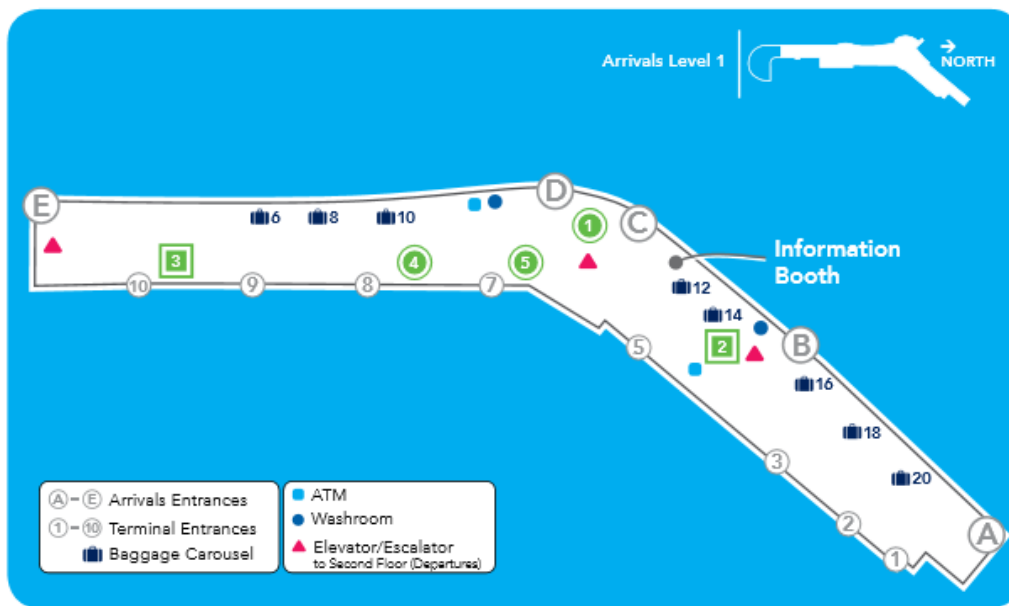 Arrivals Level 1
→
NORTH
E
D
C
B
A
6
8
10
12
14
16
18
20
1
2
3
4
5
Information
Booth
10
9
8
7
5
3
2
1
A - E Arrivals Entrances
1 - 10 Terminal Entrances
Baggage Carousel
ATM
Washroom
Elevator/Escalator
to Second Floor (Departures)